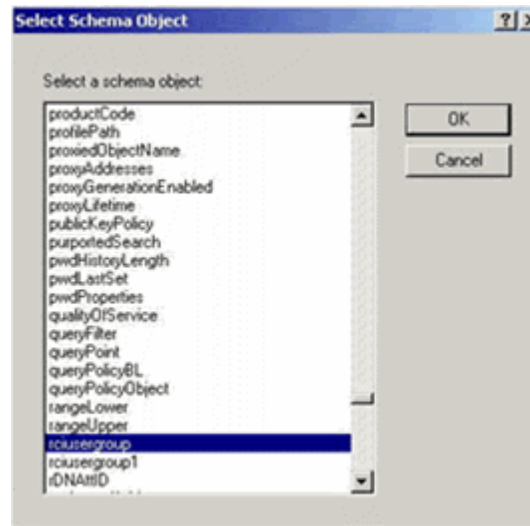 Select Schema Object
Select a schema object:
productCode
profilePath
proxiedObjectName
proxyAddresses
proxyGenerationEnabled
proxyLifetime
publicKeyPolicy
purportedSearch
pwdHistoryLength
pwdLastSet
pwdProperties
qualityOfService
queryFilter
queryPoint
queryPolicyBL
queryPolicyObject
rangeLower
rangeUpper
rciusergroup
rciusergroup1
rDNAttID
OK
Cancel